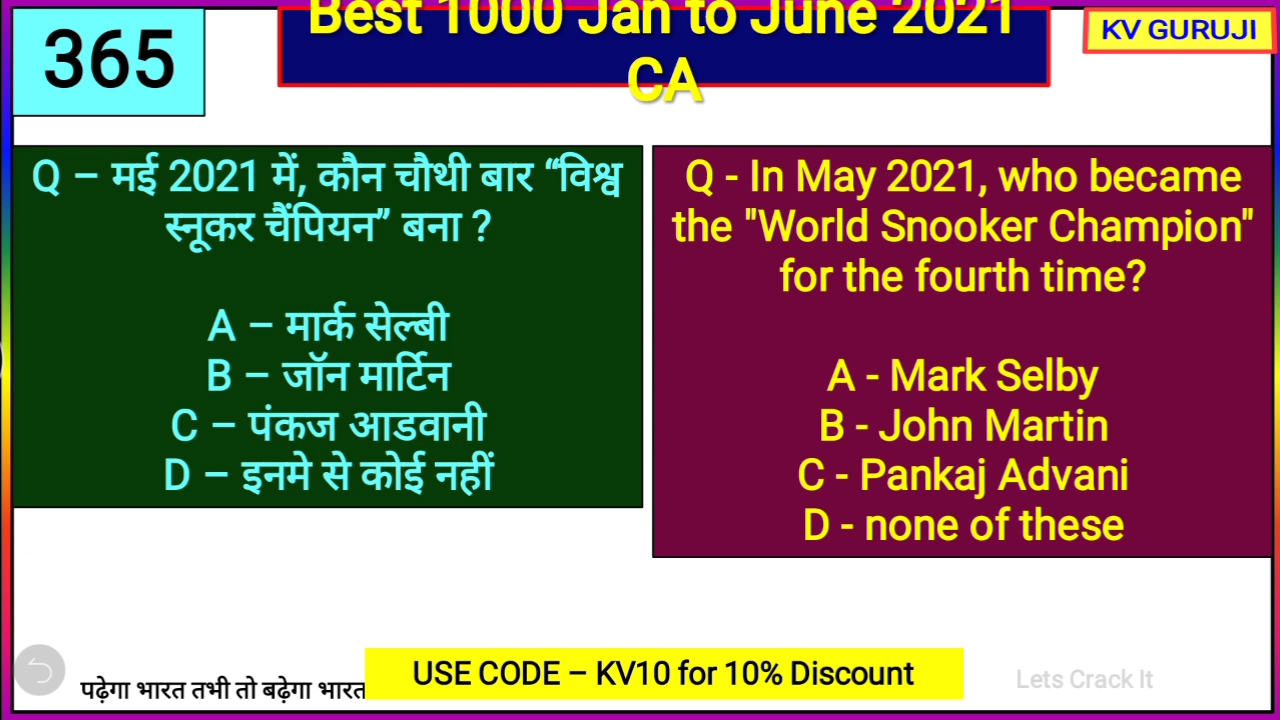 365
Best 1000 Jan to June 2021
CA
KV GURUJI
Q – मई 2021 में, कौन चौथी बार “विश्व
स्नूकर चैंपियन” बना ?
A – मार्क सेल्बी
B – जॉन मार्टिन
C – पंकज आडवानी
D – इनमे से कोई नहीं
Q - In May 2021, who became
the "World Snooker Champion"
for the fourth time?
A - Mark Selby
B - John Martin
C - Pankaj Advani
D - none of these
पढ़ेगा भारत तभी तो बढ़ेगा भारत
USE CODE – KV10 for 10% Discount
Lets Crack It